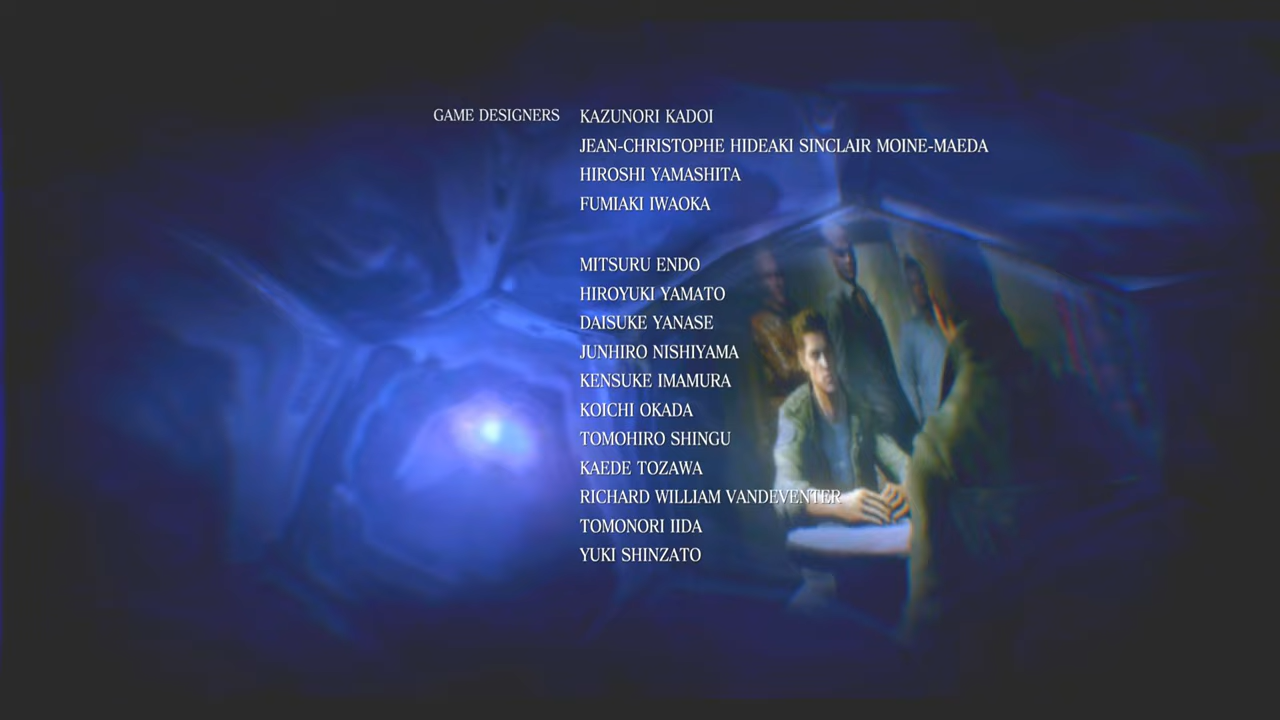 GAME DESIGNERS KAZUNORI KADOI
JEAN-CHRISTOPHE HIDEAKI SINCLAIR MOINE-MAEDA
HIROSHI YAMASHITA
FUMIAKI IWAOKA
MITSURU ENDO
HIROYUKI YAMATO
DAISUKE YANASE
JUNHIRO NISHIYAMA
KENSUKE IMAMURA
KOICHI OKADA
TOMOHIRO SHINGU
KAEDE TOZAWA
RICHARD WILLIAM VANDEVENTER
TOMONORI IIDA
YUKI SHINZATO